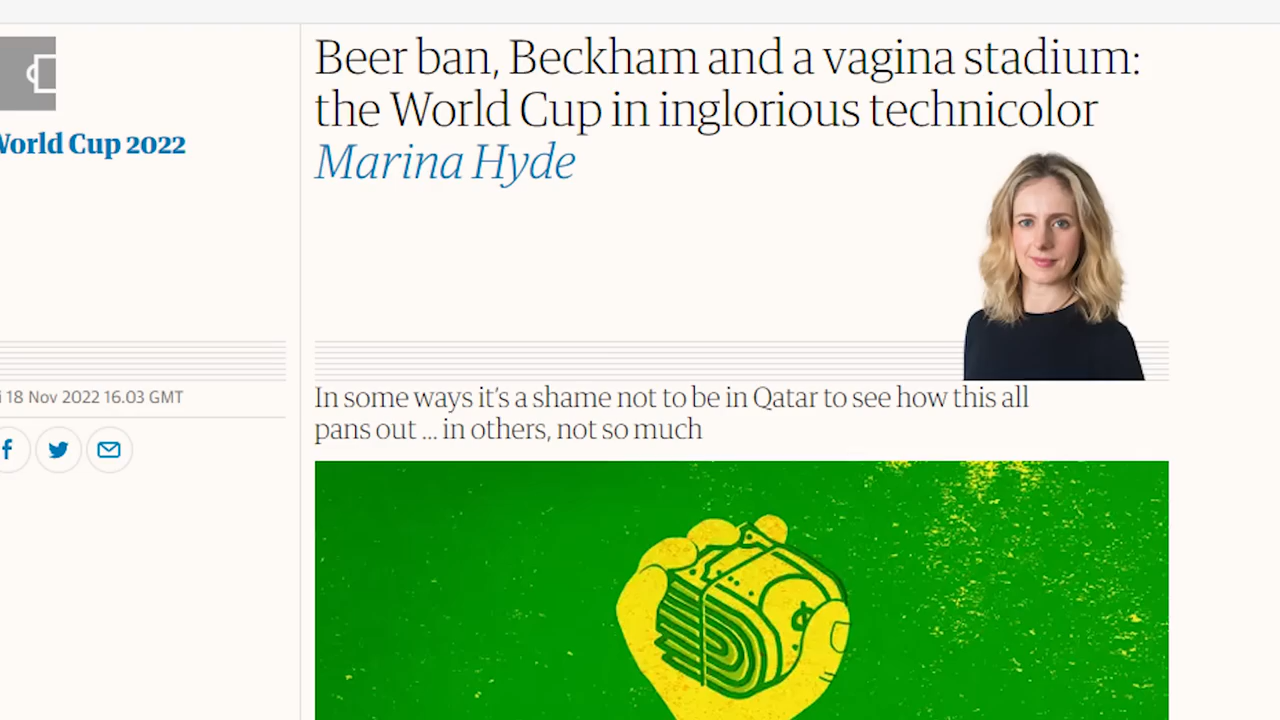 Beer ban, Beckham and a vagina stadium:
the World Cup in inglorious technicolor
Marina Hyde
World Cup 2022
In some ways it's a shame not to be in Qatar to see how this all
pans out ... in others, not so much
i 18 Nov 2022 16.03 GMT